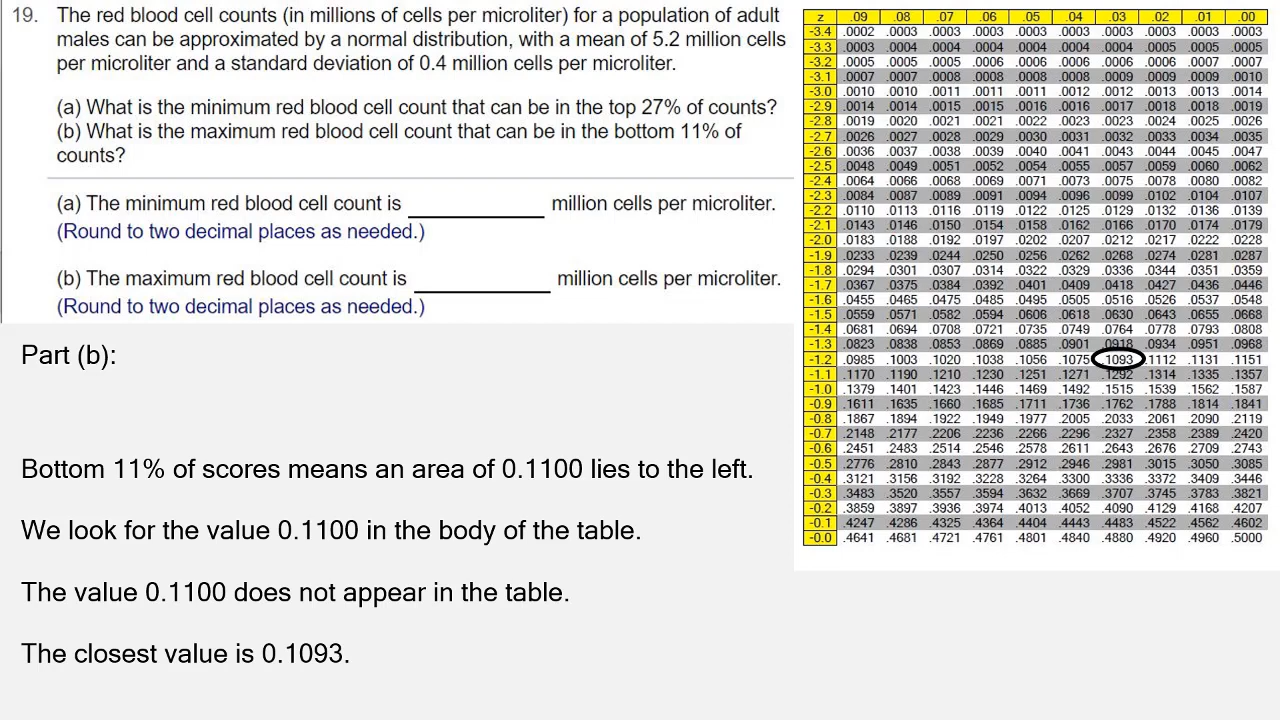 19. The red blood cell counts (in millions of cells per microliter) for a population of adult
males can be approximated by a normal distribution, with a mean of 5.2 million cells
per microliter and a standard deviation of 0.4 million cells per microliter.
(a) What is the minimum red blood cell count that can be in the top 27% of counts?
(b) What is the maximum red blood cell count that can be in the bottom 11% of
counts?
(a) The minimum red blood cell count is ____________ million cells per microliter.
(Round to two decimal places as needed.)
(b) The maximum red blood cell count is ____________ million cells per microliter.
(Round to two decimal places as needed.)
Part (b):
Bottom 11% of scores means an area of 0.1100 lies to the left.
We look for the value 0.1100 in the body of the table.
The value 0.1100 does not appear in the table.
The closest value is 0.1093.
z .09 .08 .07 .06 .05 .04 .03 .02 .01 .00
-3.4 .0002 .0003 .0003 .0003 .0003 .0003 .0003 .0003 .0003 .0003
-3.3 .0003 .0004 .0004 .0004 .0004 .0004 .0004 .0005 .0005 .0005
-3.2 .0005 .0005 .0005 .0006 .0006 .0006 .0006 .0006 .0007 .0007
-3.1 .0007 .0007 .0008 .0008 .0008 .0008 .0009 .0009 .0009 .0010
-3.0 .0010 .0010 .0011 .0011 .0011 .0012 .0012 .0013 .0013 .0014
-2.9 .0014 .0014 .0015 .0015 .0016 .0016 .0017 .0018 .0018 .0019
-2.8 .0019 .0020 .0021 .0021 .0022 .0023 .0023 .0024 .0025 .0026
-2.7 .0026 .0027 .0028 .0029 .0030 .0031 .0032 .0033 .0034 .0035
-2.6 .0036 .0037 .0038 .0039 .0040 .0041 .0043 .0044 .0045 .0047
-2.5 .0048 .0049 .0051 .0052 .0054 .0055 .0057 .0059 .0060 .0062
-2.4 .0064 .0066 .0068 .0069 .0071 .0073 .0075 .0078 .0080 .0082
-2.3 .0084 .0087 .0089 .0091 .0094 .0096 .0099 .0102 .0104 .0107
-2.2 .0110 .0113 .0116 .0119 .0122 .0125 .0129 .0132 .0136 .0139
-2.1 .0143 .0146 .0150 .0154 .0158 .0162 .0166 .0170 .0174 .0179
-2.0 .0183 .0188 .0192 .0197 .0202 .0207 .0212 .0217 .0222 .0228
-1.9 .0233 .0239 .0244 .0250 .0256 .0262 .0268 .0274 .0281 .0287
-1.8 .0294 .0301 .0307 .0314 .0322 .0329 .0336 .0344 .0351 .0359
-1.7 .0367 .0375 .0384 .0392 .0401 .0409 .0418 .0427 .0436 .0446
-1.6 .0455 .0465 .0475 .0485 .0495 .0505 .0516 .0526 .0537 .0548
-1.5 .0559 .0571 .0582 .0594 .0606 .0618 .0630 .0643 .0655 .0668
-1.4 .0681 .0694 .0708 .0721 .0735 .0749 .0764 .0778 .0793 .0808
-1.3 .0823 .0838 .0853 .0869 .0885 .0901 .0918 .0934 .0951 .0968
-1.2 .0985 .1003 .1020 .1038 .1056 .1075 .1093 .1112 .1131 .1151
-1.1 .1170 .1190 .1210 .1230 .1251 .1271 .1292 .1314 .1335 .1357
-1.0 .1379 .1401 .1423 .1446 .1469 .1492 .1515 .1539 .1562 .1587
-0.9 .1611 .1635 .1660 .1685 .1711 .1736 .1762 .1788 .1814 .1841
-0.8 .1867 .1894 .1922 .1949 .1977 .2005 .2033 .2061 .2090 .2119
-0.7 .2148 .2177 .2206 .2236 .2266 .2296 .2327 .2358 .2389 .2420
-0.6 .2451 .2483 .2514 .2546 .2578 .2611 .2643 .2676 .2709 .2743
-0.5 .2776 .2810 .2843 .2877 .2912 .2946 .2981 .3015 .3050 .3085
-0.4 .3121 .3156 .3192 .3228 .3264 .3300 .3336 .3372 .3409 .3446
-0.3 .3483 .3520 .3557 .3594 .3632 .3669 .3707 .3745 .3783 .3821
-0.2 .3859 .3897 .3936 .3974 .4013 .4052 .4090 .4129 .4168 .4207
-0.1 .4247 .4286 .4325 .4364 .4404 .4443 .4483 .4522 .4562 .4602
-0.0 .4641 .4681 .4721 .4761 .4801 .4840 .4880 .4920 .4960 .5000